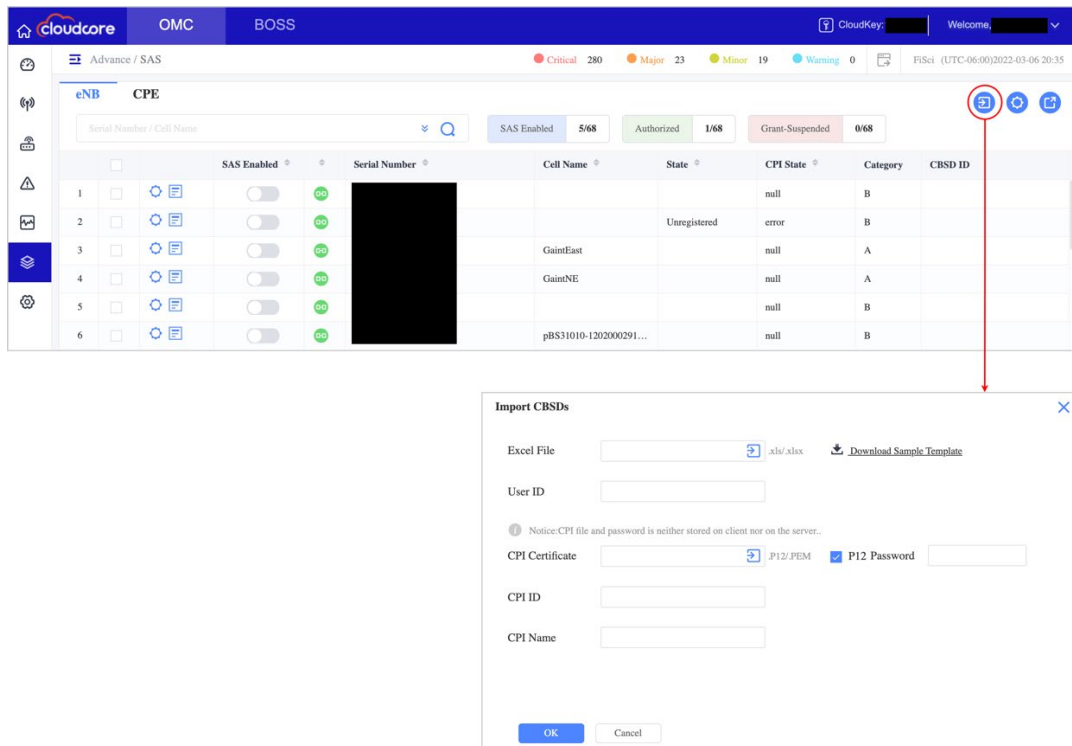 cloudcore OMC BOSS CloudKey: Welcome,
Advance / SAS Critical 280 Major 23 Minor 19 Warning 0 FiSci (UTC-06:00)2022-03-06 20:35
eNB CPE
Serial Number / Cell Name SAS Enabled 5/68 Authorized 1/68 Grant-Suspended 0/68
SAS Enabled Serial Number Cell Name State CPI State Category CBSD ID
1 null B
2 Unregistered error B
3 GaintEast null A
4 GaintNE null A
5 null B
6 pBS31010-1202000291... null B
Import CBSDs
Excel File .xls/.xlsx Download Sample Template
User ID
Notice:CPI file and password is neither stored on client nor on the server..
CPI Certificate .P12/.PEM P12 Password
CPI ID
CPI Name
OK Cancel